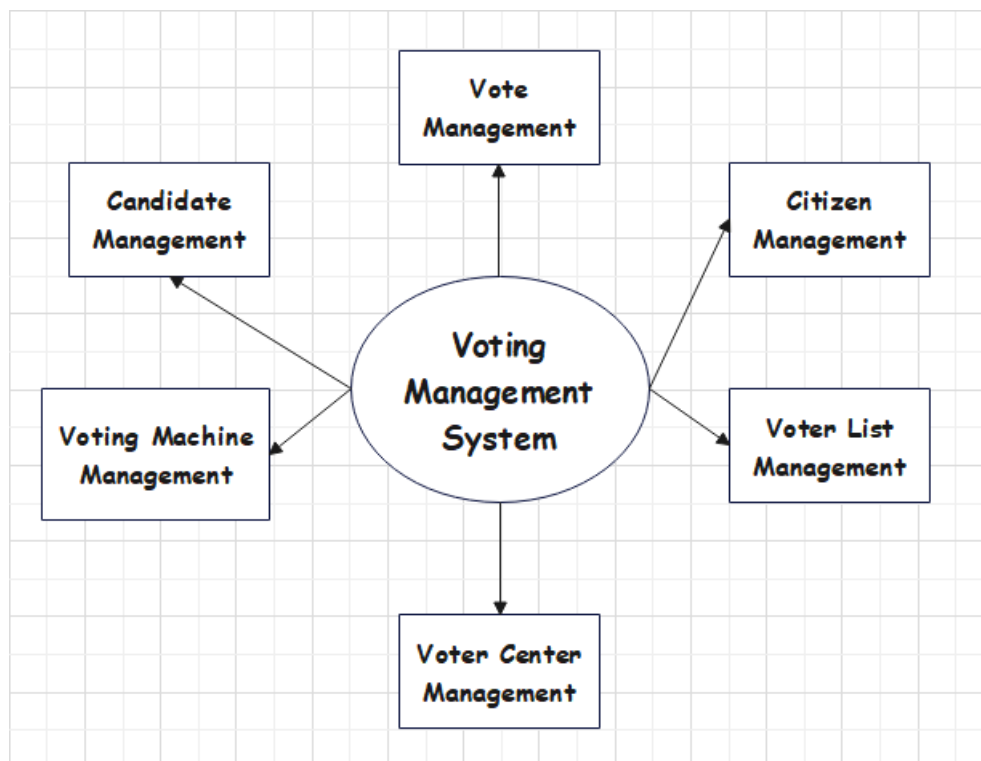 Vote
Management
Candidate
Management
Citizen
Management
Voting
Management
System
Voting Machine
Management
Voter List
Management
Voter Center
Management